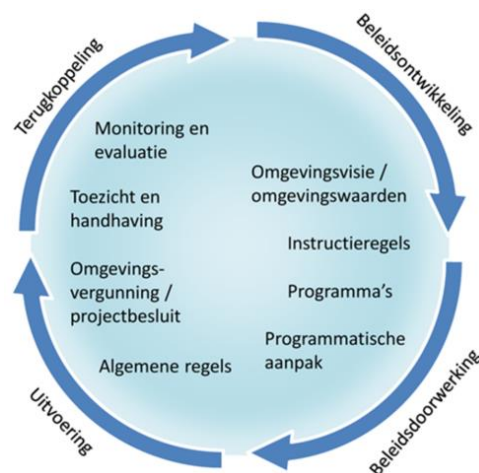 Terugkoppeling
Beleidsontwikkeling
Monitoring en
evaluatie
Omgevingsvisie /
omgevingswaarden
Toezicht en
handhaving
Instructieregels
Omgevings-
vergunning /
projectbesluit
Programma's
Programmatische
aanpak
Algemene regels
Uitvoering
Beleidsdoorwerking